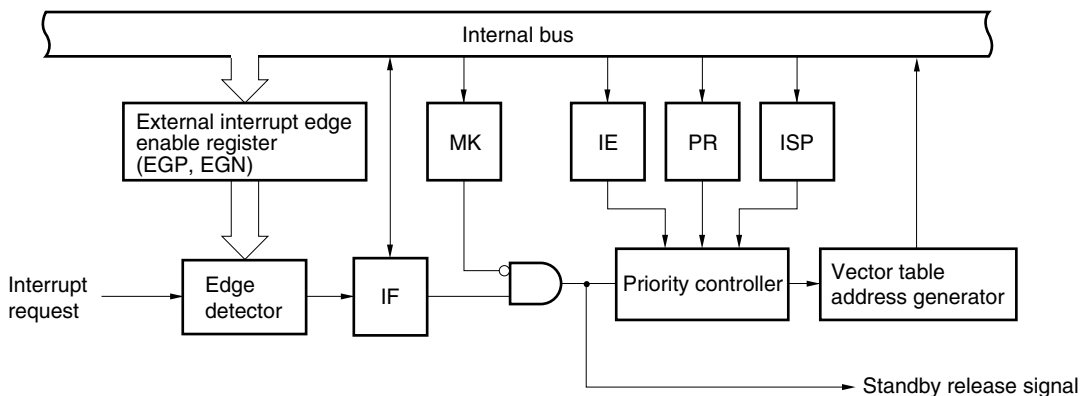 Internal bus
External interrupt edge
enable register
(EGP, EGN)
MK
IE
PR
ISP
Interrupt
request
Edge
detector
IF
Priority controller
Vector table
address generator
Standby release signal